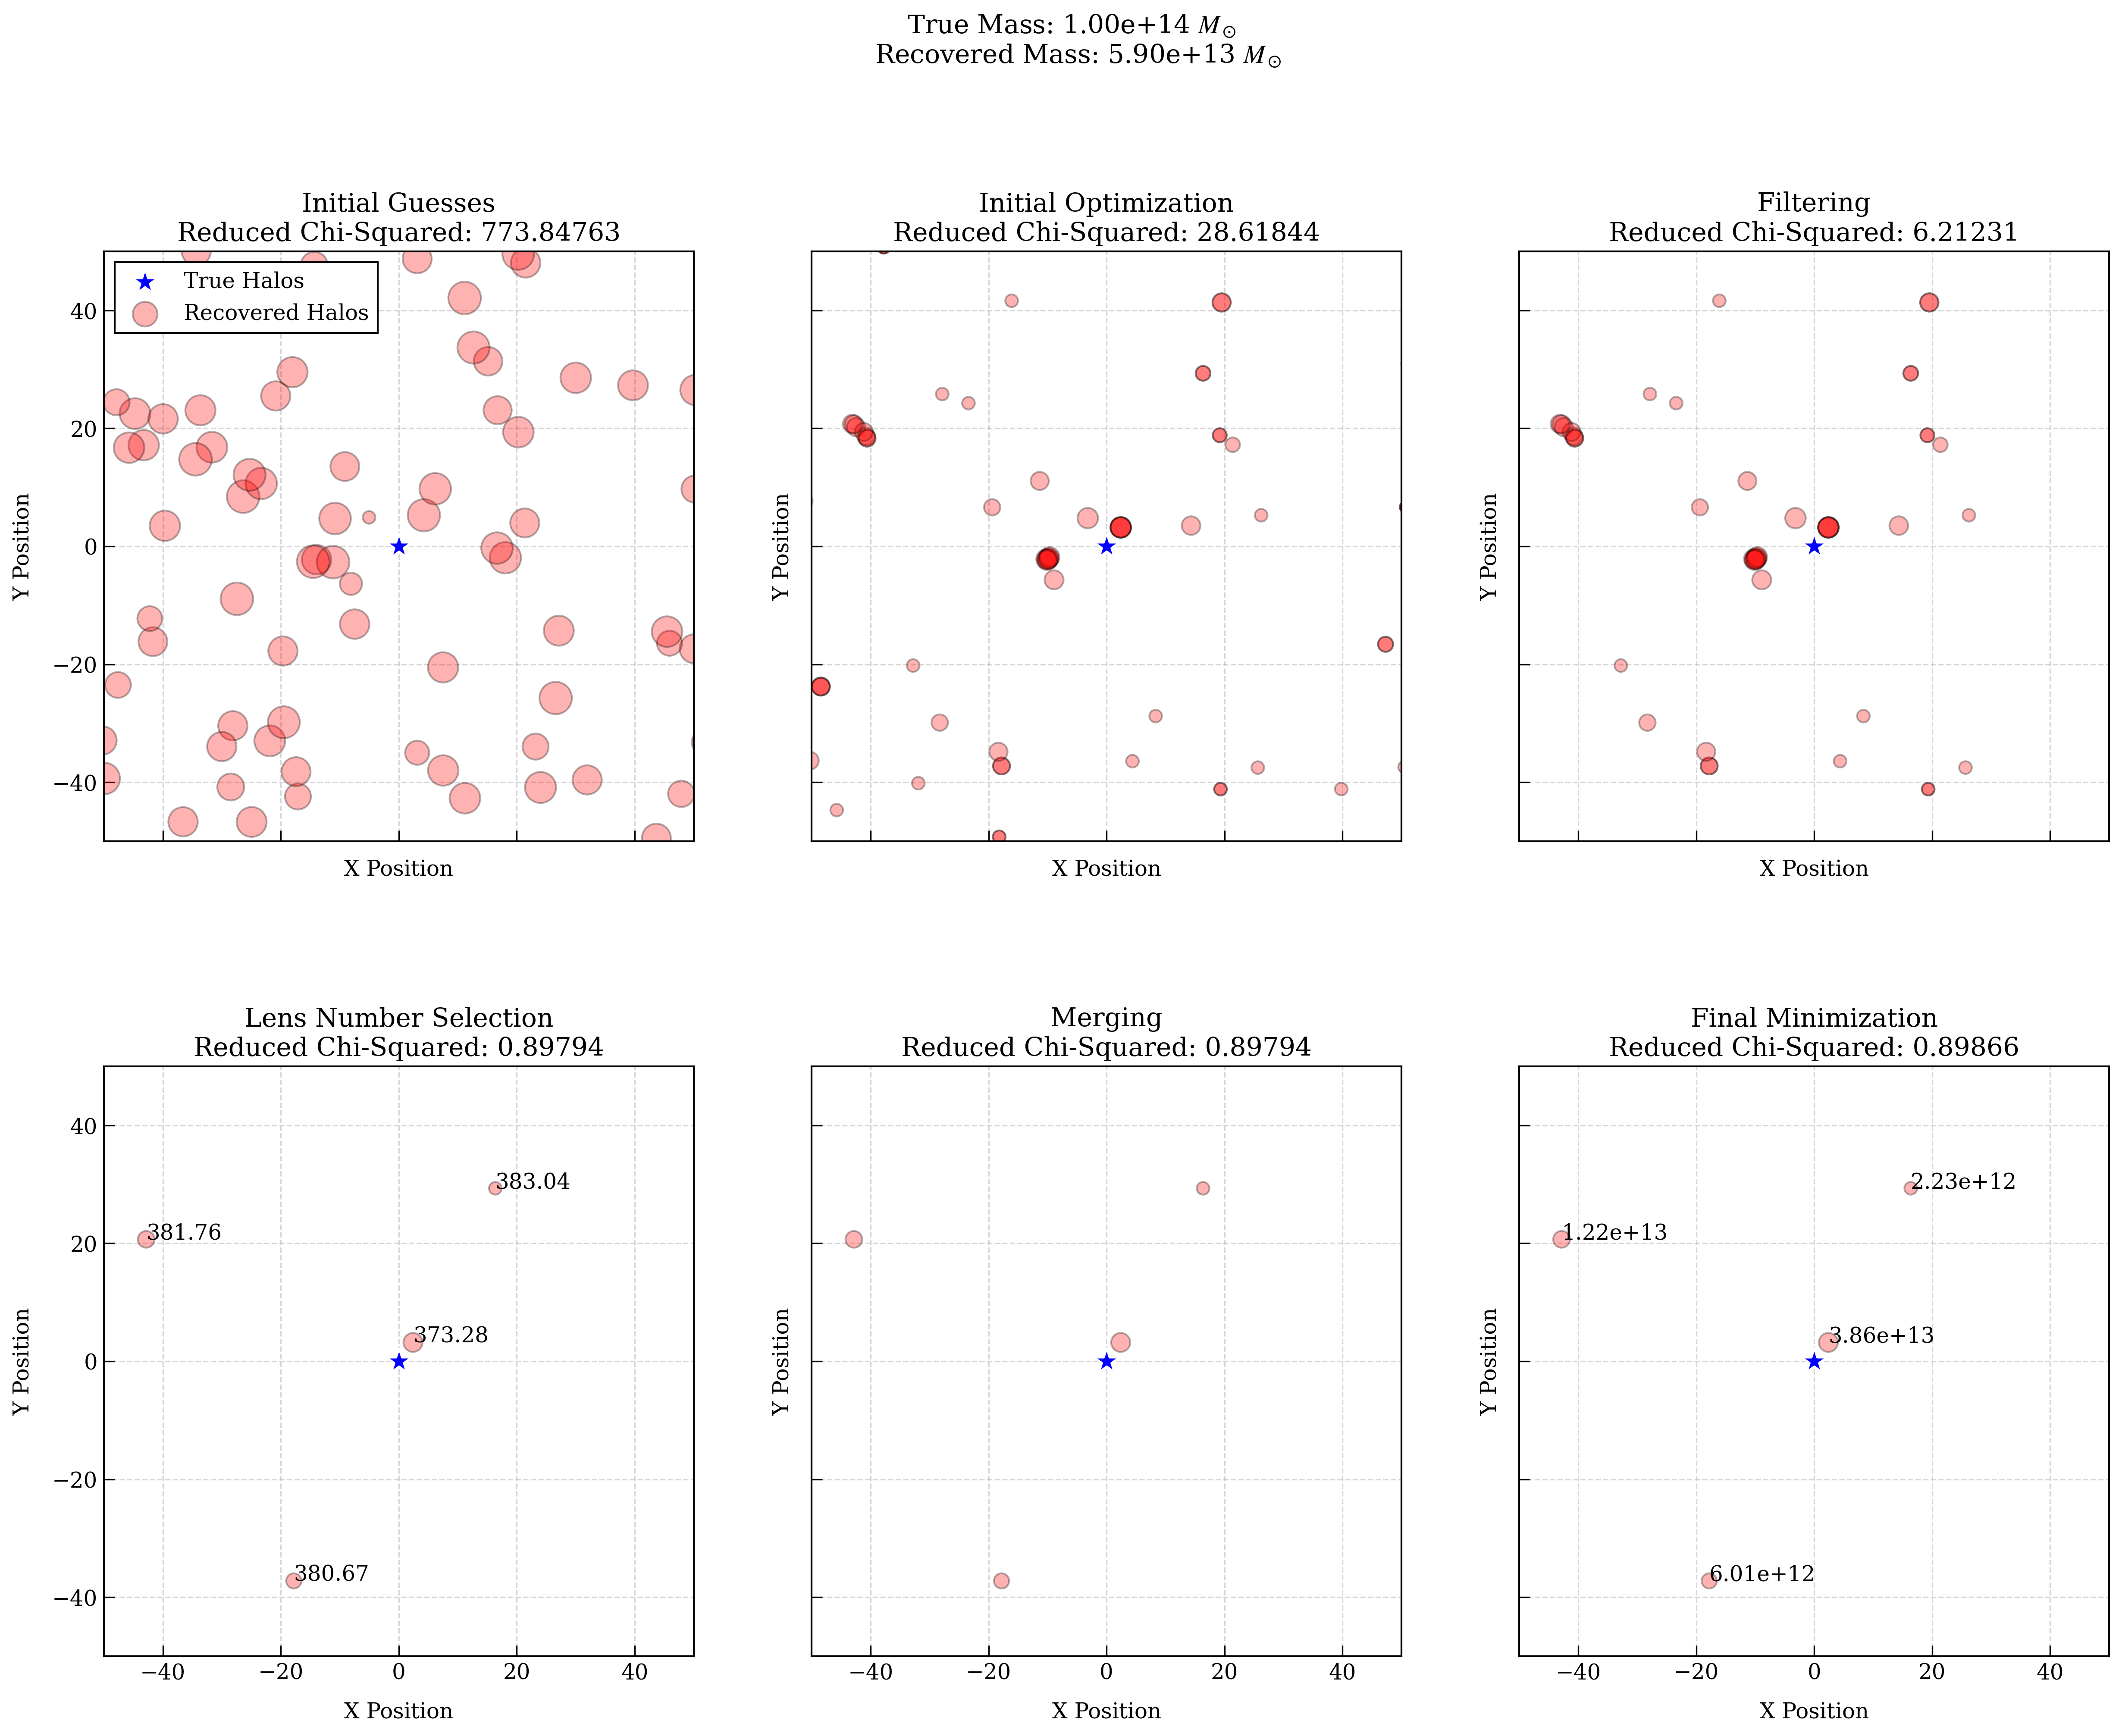 True Mass: 1.00e+14 M⊙
Recovered Mass: 5.90e+13 M⊙
Initial Guesses
Reduced Chi-Squared: 773.84763
True Halos
Recovered Halos
40
20
0
−20
−40
Y Position
X Position
Initial Optimization
Reduced Chi-Squared: 28.61844
Y Position
X Position
Filtering
Reduced Chi-Squared: 6.21231
Y Position
X Position
Lens Number Selection
Reduced Chi-Squared: 0.89794
383.04
381.76
373.28
380.67
40
20
0
−20
−40
Y Position
−40 −20 0 20 40
X Position
Merging
Reduced Chi-Squared: 0.89794
Y Position
−40 −20 0 20 40
X Position
Final Minimization
Reduced Chi-Squared: 0.89866
2.23e+12
1.22e+13
3.86e+13
6.01e+12
Y Position
−40 −20 0 20 40
X Position